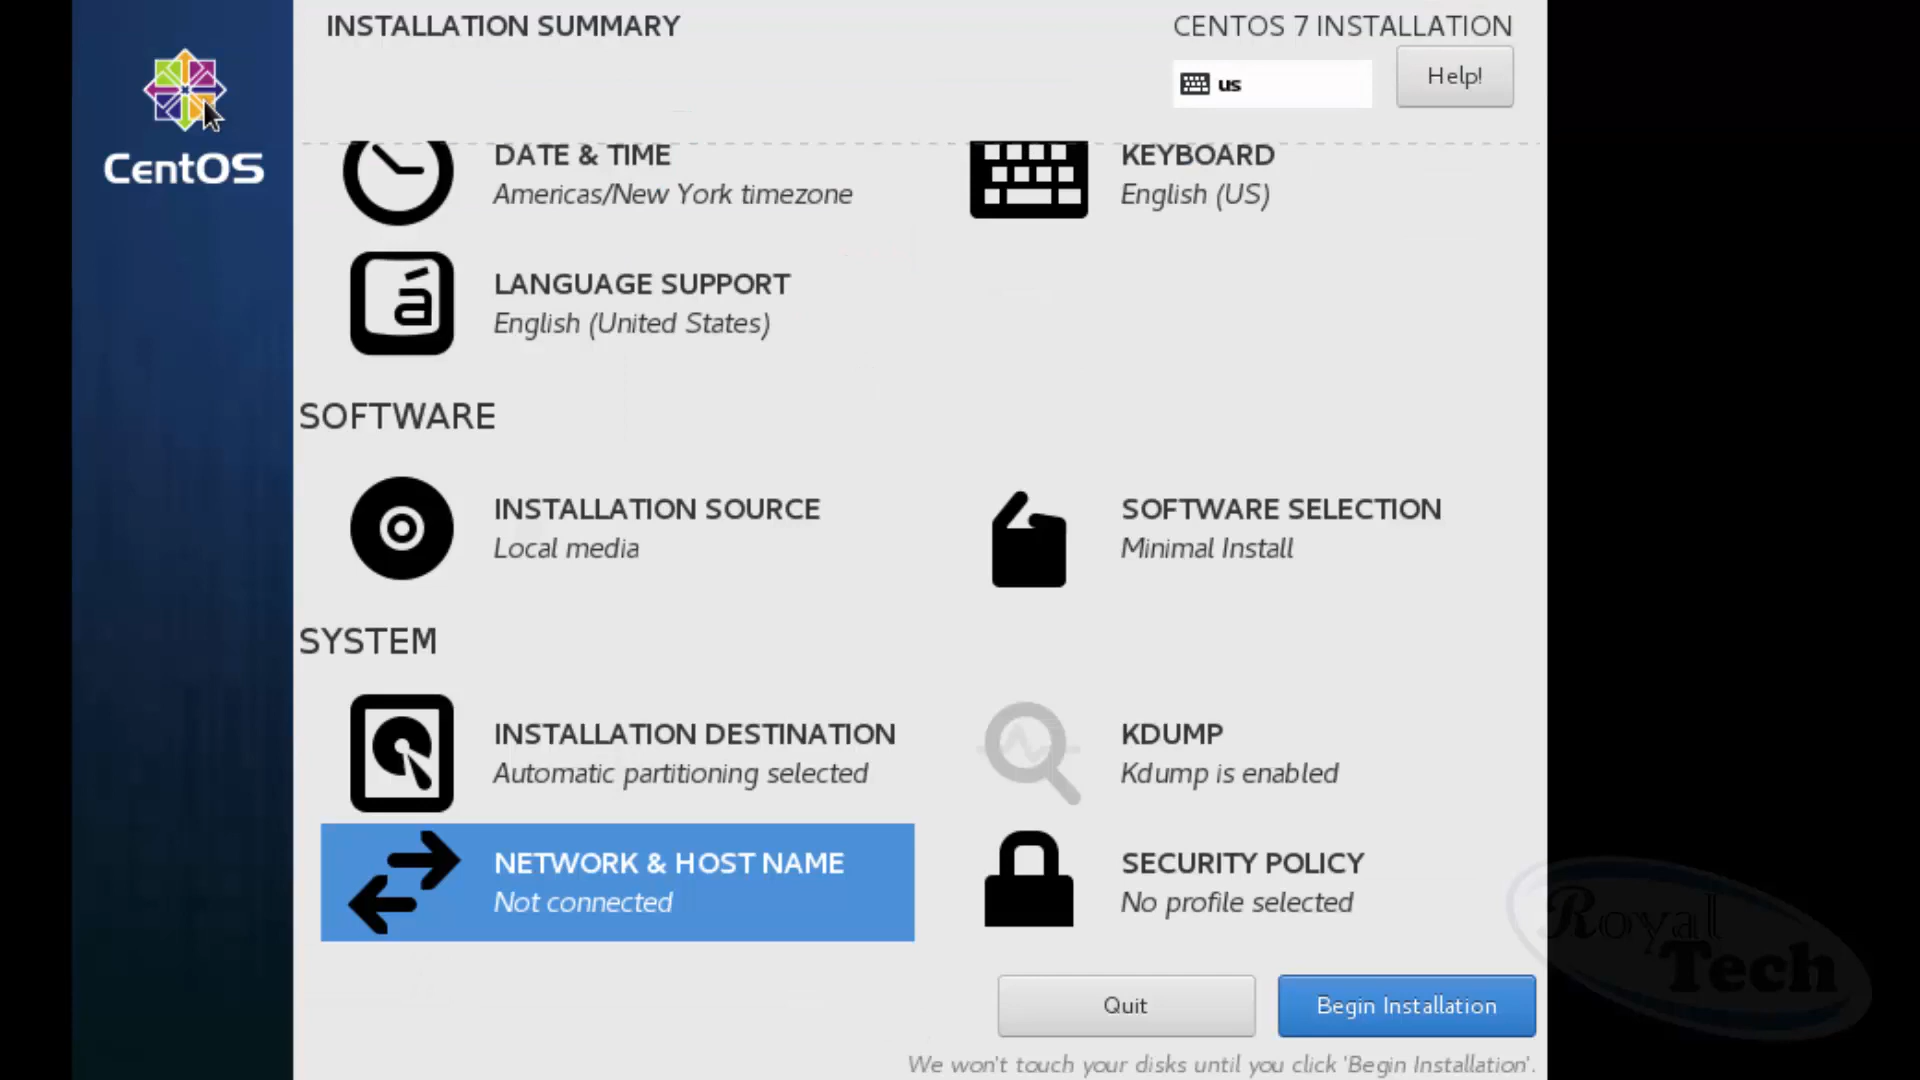 INSTALLATION SUMMARY
CENTOS 7 INSTALLATION
us
Help!
CentOS
DATE & TIME
Americas/New York timezone
KEYBOARD
English (US)
LANGUAGE SUPPORT
English (United States)
SOFTWARE
INSTALLATION SOURCE
Local media
SOFTWARE SELECTION
Minimal Install
SYSTEM
INSTALLATION DESTINATION
Automatic partitioning selected
KDUMP
Kdump is enabled
NETWORK & HOST NAME
Not connected
SECURITY POLICY
No profile selected
Royal
Tech
Quit
Begin Installation
We won't touch your disks until you click 'Begin Installation'.